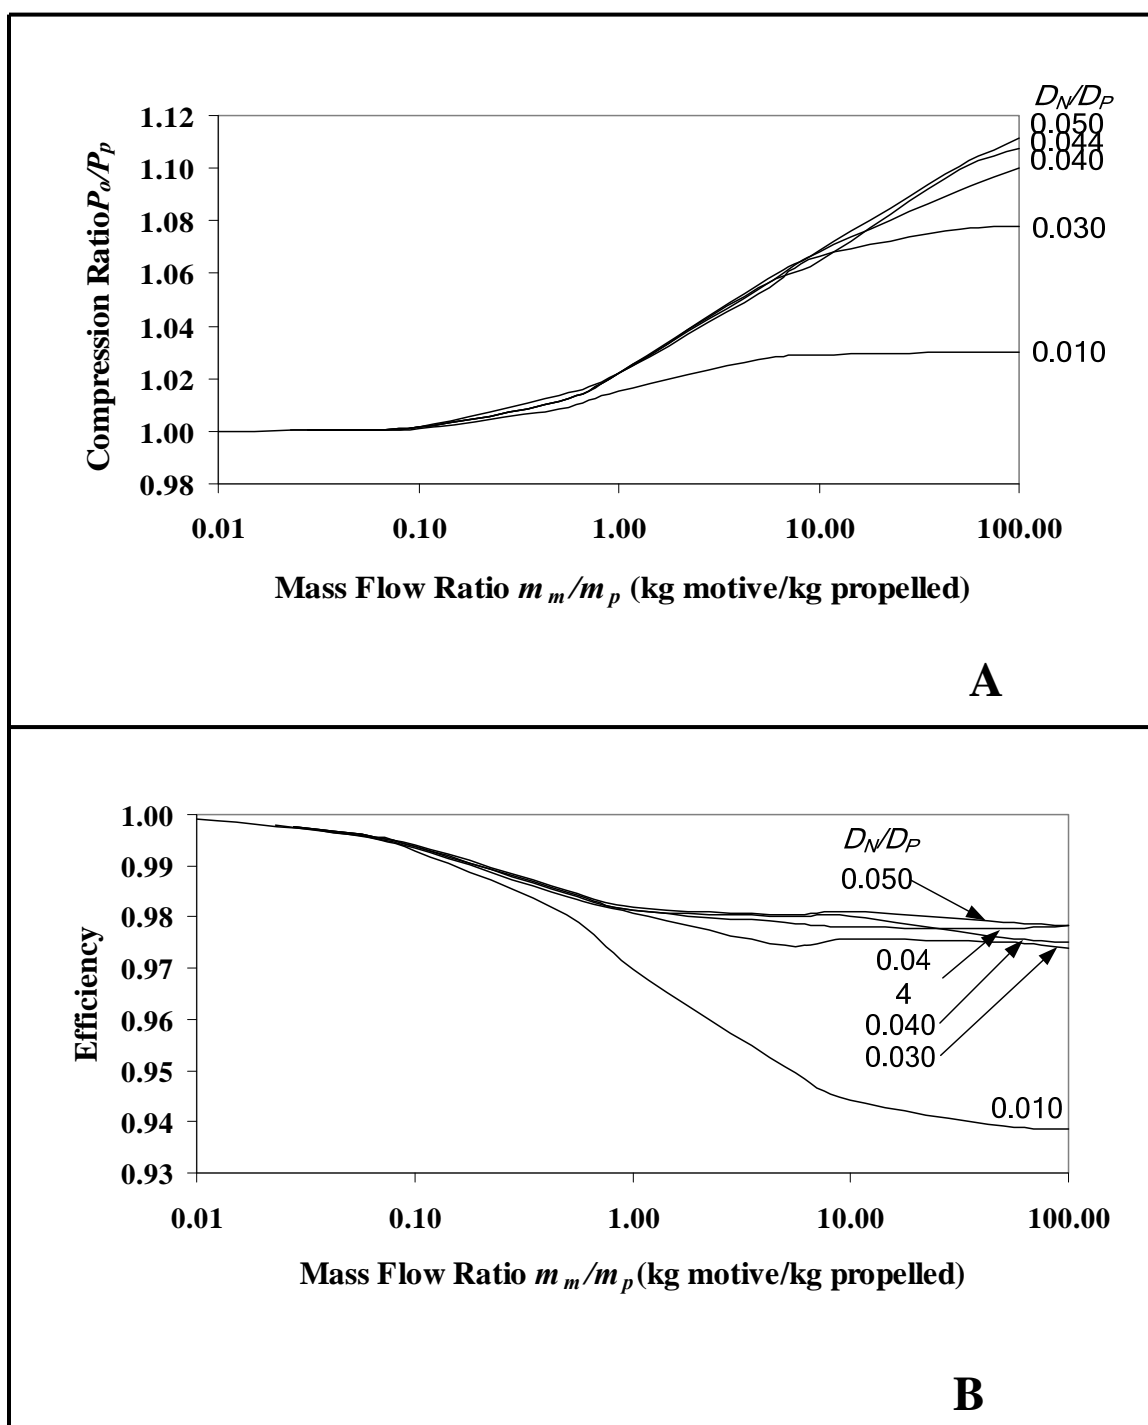 D_N/D_P
1.12
0.050
0.044
1.10
0.040
1.08
0.030
1.06
1.04
0.010
1.02
1.00
0.98
Compression RatioP_o/P_p
0.01 0.10 1.00 10.00 100.00
Mass Flow Ratio m_m/m_p (kg motive/kg propelled)
A
1.00
D_N/D_P
0.99
0.050
0.98
0.04
4
0.97
0.040
0.96
0.030
0.95
0.010
0.94
0.93
Efficiency
0.01 0.10 1.00 10.00 100.00
Mass Flow Ratio m_m/m_p(kg motive/kg propelled)
B